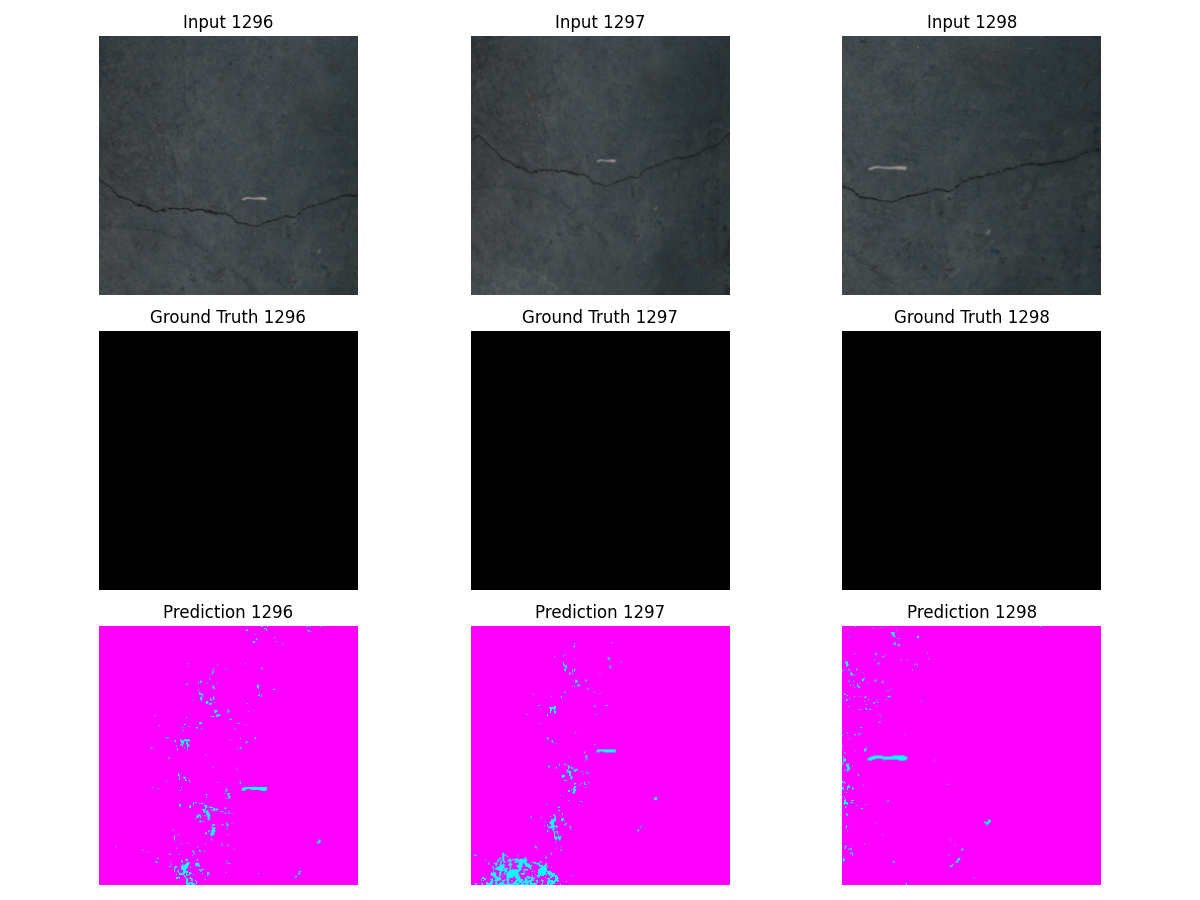 Input 1296
Input 1297
Input 1298
Ground Truth 1296
Ground Truth 1297
Ground Truth 1298
Prediction 1296
Prediction 1297
Prediction 1298